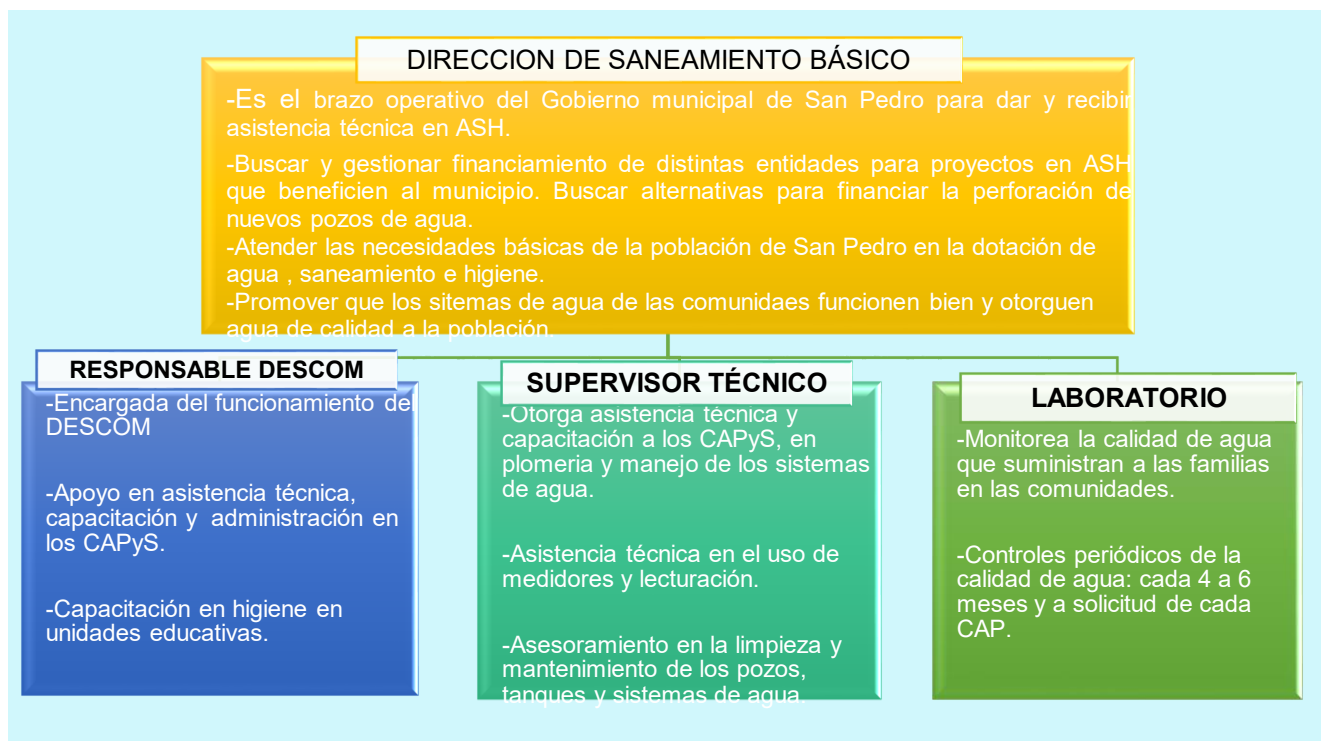 DIRECCION DE SANEAMIENTO BÁSICO
-Es el brazo operativo del Gobierno municipal de San Pedro para dar y recibir
asistencia técnica en ASH.
-Buscar y gestionar financiamiento de distintas entidades para proyectos en ASH
que beneficien al municipio. Buscar alternativas para financiar la perforación de
nuevos pozos de agua.
-Atender las necesidades básicas de la población de San Pedro en la dotación de
agua , saneamiento e higiene.
-Promover que los sitemas de agua de las comunidaes funcionen bien y otorguen
agua de calidad a la población.
RESPONSABLE DESCOM
-Encargada del funcionamiento del
DESCOM
-Apoyo en asistencia técnica,
capacitación y administración en
los CAPyS.
-Capacitación en higiene en
unidades educativas.
SUPERVISOR TÉCNICO
-Otorga asistencia técnica y
capacitación a los CAPyS, en
plomeria y manejo de los sistemas
de agua.
-Asistencia técnica en el uso de
medidores y lecturación.
-Asesoramiento en la limpieza y
mantenimiento de los pozos,
tanques y sistemas de agua.
LABORATORIO
-Monitorea la calidad de agua
que suministran a las familias
en las comunidades.
-Controles periódicos de la
calidad de agua: cada 4 a 6
meses y a solicitud de cada
CAP.